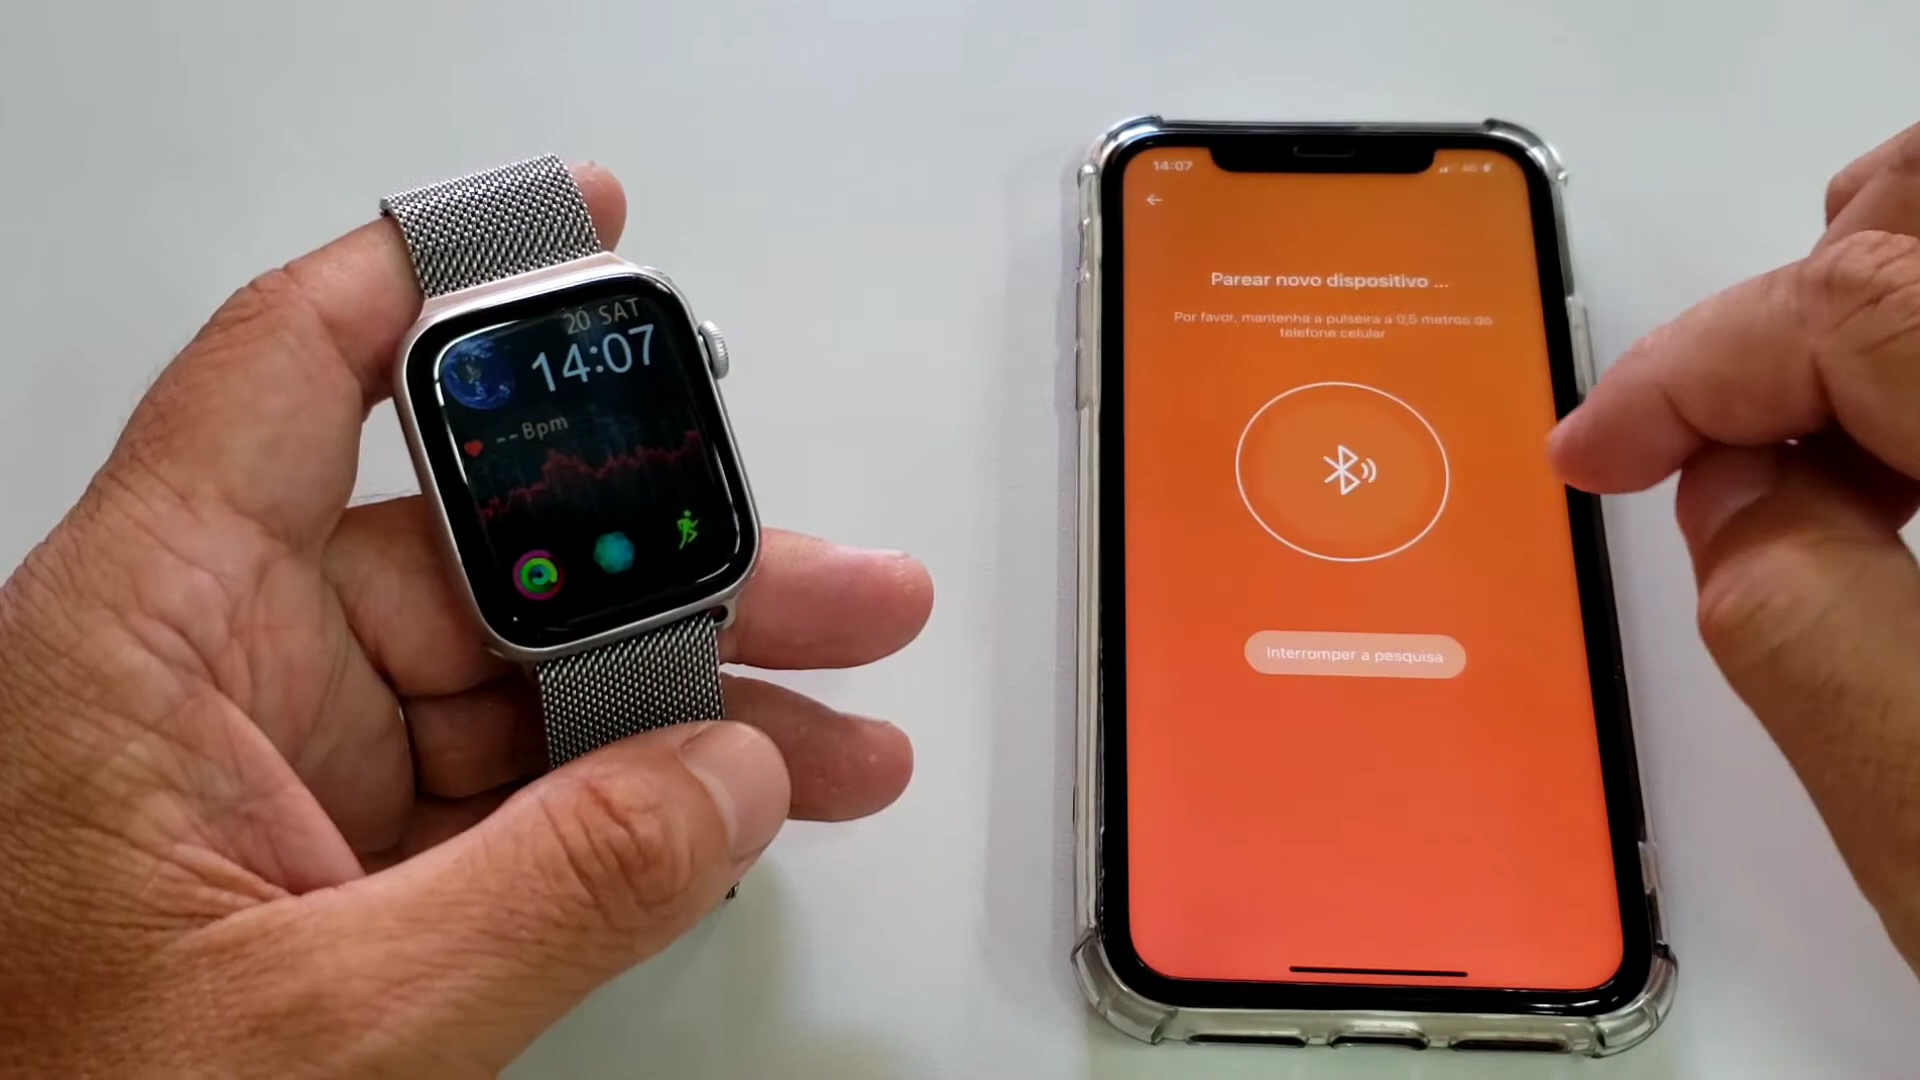 20 SAT
14:07
--Bpm
14:07
4G
Parear novo dispositivo ...
Por favor, mantenha a pulseira a 0,5 metros do
telefone celular
Interromper a pesquisa